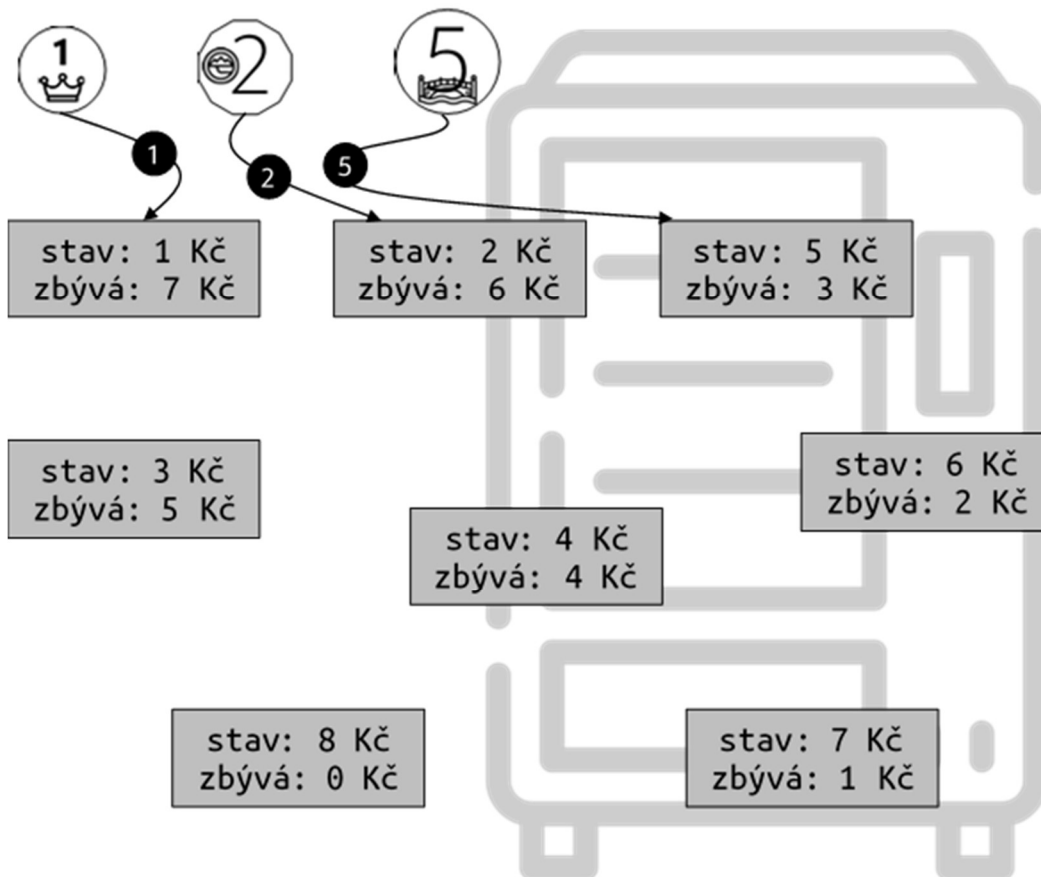 1
2
5
1
2
5
stav: 1 Kč
zbývá: 7 Kč
stav: 2 Kč
zbývá: 6 Kč
stav: 5 Kč
zbývá: 3 Kč
stav: 3 Kč
zbývá: 5 Kč
stav: 6 Kč
zbývá: 2 Kč
stav: 4 Kč
zbývá: 4 Kč
stav: 8 Kč
zbývá: 0 Kč
stav: 7 Kč
zbývá: 1 Kč